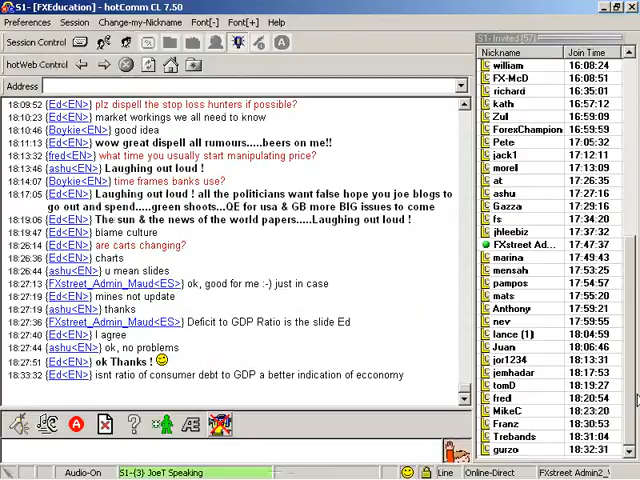 S1- [FXEducation] - hotComm CL 7.50
Preferences Session Change-my-Nickname Font[-] Font[+] Help
Session Control
hotWeb Control
Address
18:09:52 {Ed<EN>} plz dispell the stop loss hunters if possible?
18:10:23 {Ed<EN>} market workings we all need to know
18:10:46 {Boykie<EN>} good idea
18:11:13 {Ed<EN>} wow great dispell all rumours.....beers on me!!
18:13:32 {fred<EN>} what time you usually start manipulating price?
18:13:46 {ashu<EN>} Laughing out loud !
18:14:07 {Boykie<EN>} time frames banks use?
18:17:05 {Ed<EN>} Laughing out loud ! all the politicians want false hope you joe blogs to
go out and spend.....green shoots...QE for usa & GB more BIG issues to come
18:19:06 {Ed<EN>} The sun & the news of the world papers....Laughing out loud !
18:19:47 {Ed<EN>} blame culture
18:26:14 {Ed<EN>} are carts changing?
18:26:36 {Ed<EN>} charts
18:26:44 {ashu<EN>} u mean slides
18:27:13 {FXstreet_Admin_Maud<ES>} ok, good for me :-) just in case
18:27:19 {Ed<EN>} mines not update
18:27:19 {ashu<EN>} thanks
18:27:36 {FXstreet_Admin_Maud<ES>} Deficit to GDP Ratio is the slide Ed
18:27:40 {Ed<EN>} I agree
18:27:44 {ashu<EN>} ok, no problems
18:27:51 {Ed<EN>} ok Thanks !
18:33:32 {Ed<EN>} isnt ratio of consumer debt to GDP a better indication of ecconomy
S1- Invited [57]
Nickname Join Time
william 16:08:24
FX-McD 16:08:51
richard 16:35:01
kath 16:57:12
Zul 16:59:09
ForexChampion 16:59:59
Pete 17:05:32
jack1 17:12:11
morel 17:13:09
at 17:26:35
ashu 17:27:26
Gazza 17:29:16
fs 17:34:20
jhleebiz 17:37:32
FXstreet Ad... 17:47:37
marina 17:49:43
mensah 17:53:25
pampos 17:54:57
mats 17:55:20
Anthony 17:59:21
nev 17:59:55
lance (1) 18:04:59
Juan 18:06:46
jor1234 18:13:31
jemhadar 18:17:53
tomD 18:19:27
fred 18:20:54
MikeC 18:23:20
Franz 18:30:53
Trebands 18:31:04
gurzo 18:32:31
Audio-On S1-{3} JoeT Speaking Line Online-Direct FXstreet Admin2_